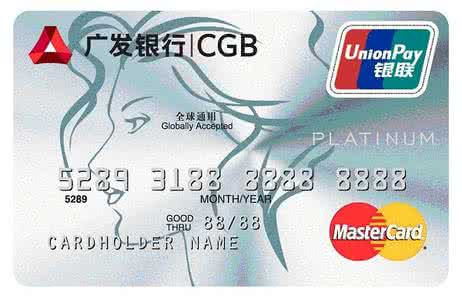 广发银行|CGB
UnionPay
银联
全球通用
Globally Accepted
PLATINUM
5289 3188 8888 8888
5289
MONTH/YEAR
GOOD THRU 88/88
CARDHOLDER NAME
MasterCard